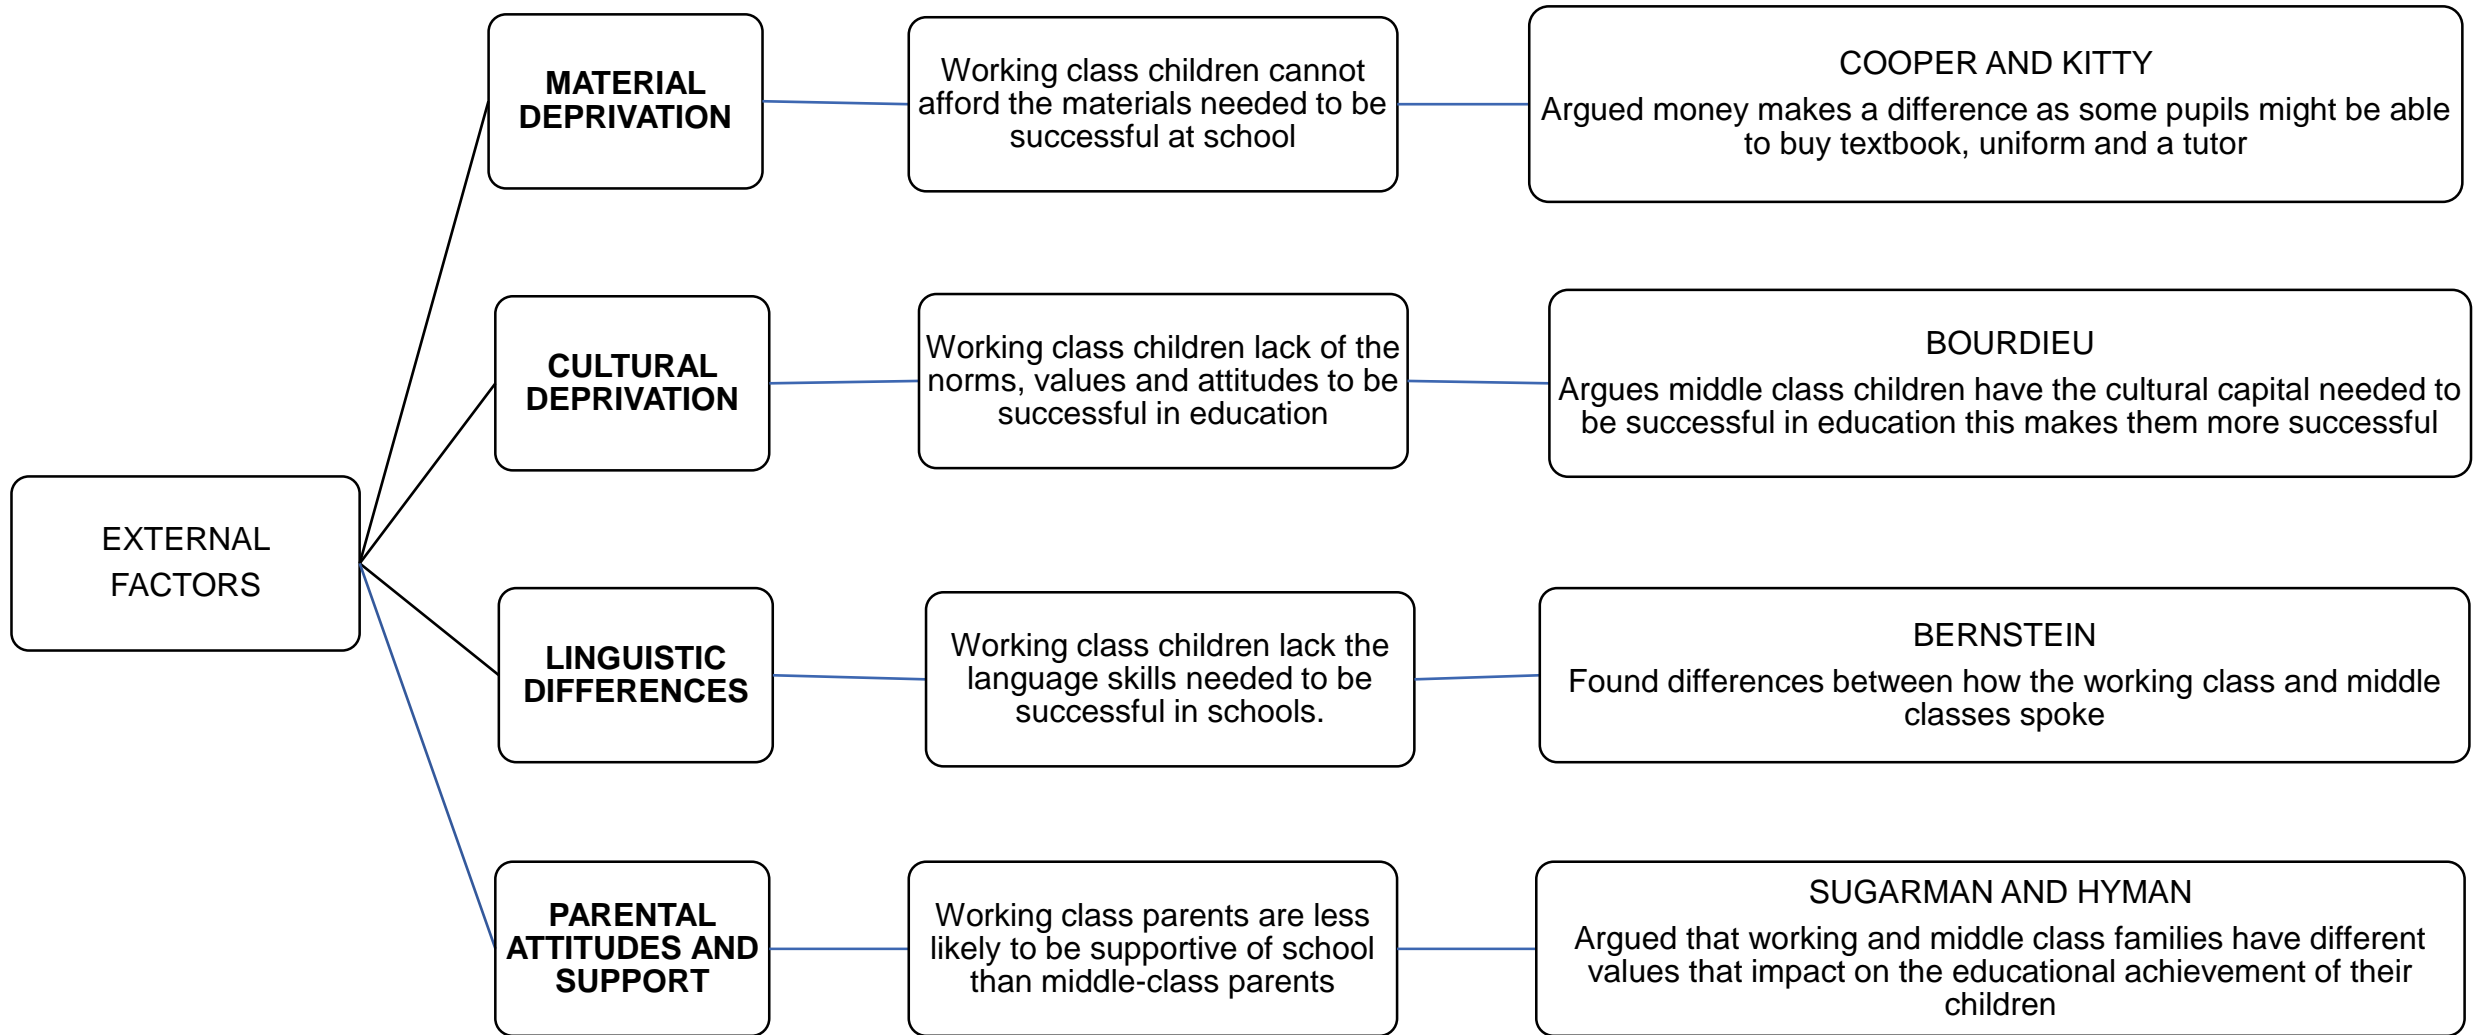 EXTERNAL
FACTORS
MATERIAL
DEPRIVATION
Working class children cannot
afford the materials needed to be
successful at school
COOPER AND KITTY
Argued money makes a difference as some pupils might be able
to buy textbook, uniform and a tutor
CULTURAL
DEPRIVATION
Working class children lack of the
norms, values and attitudes to be
successful in education
BOURDIEU
Argues middle class children have the cultural capital needed to
be successful in education this makes them more successful
LINGUISTIC
DIFFERENCES
Working class children lack the
language skills needed to be
successful in schools.
BERNSTEIN
Found differences between how the working class and middle
classes spoke
PARENTAL
ATTITUDES AND
SUPPORT
Working class parents are less
likely to be supportive of school
than middle-class parents
SUGARMAN AND HYMAN
Argued that working and middle class families have different
values that impact on the educational achievement of their
children